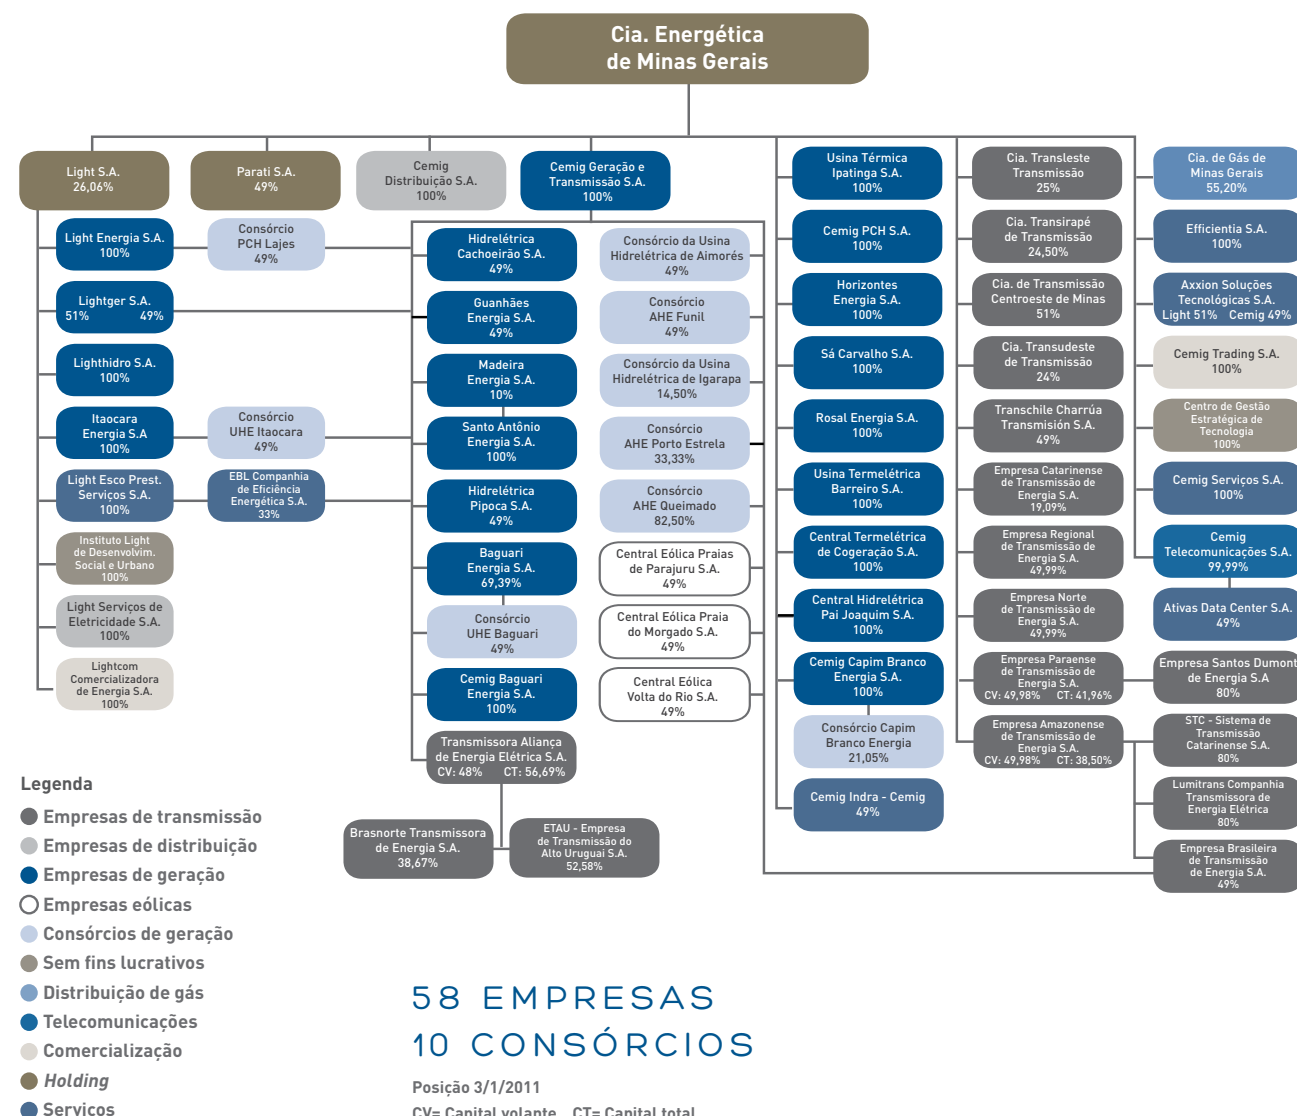 Cia. Energética
de Minas Gerais
Light S.A.
26,06%
Parati S.A.
49%
Cemig
Distribuição S.A.
100%
Cemig Geração e
Transmissão S.A.
100%
Light Energia S.A.
100%
Consórcio
PCH Lajes
49%
Lightger S.A.
51% 49%
Lighthidro S.A.
100%
Itaocara
Energia S.A
100%
Consórcio
UHE Itaocara
49%
Light Esco Prest.
Serviços S.A.
100%
EBL Companhia
de Eficiência
Energética S.A.
33%
Instituto Light
de Desenvolvim.
Social e Urbano
100%
Light Serviços de
Eletricidade S.A.
100%
Lightcom
Comercializadora
de Energia S.A.
100%
Hidrelétrica
Cachoeirão S.A.
49%
Guanhães
Energia S.A.
49%
Madeira
Energia S.A.
10%
Santo Antônio
Energia S.A.
100%
Hidrelétrica
Pipoca S.A.
49%
Baguari
Energia S.A.
69,39%
Consórcio
UHE Baguari
49%
Cemig Baguari
Energia S.A.
100%
Transmissora Aliança
de Energia Elétrica S.A.
CV: 48% CT: 56,69%
Brasnorte Transmissora
de Energia S.A.
38,67%
ETAU - Empresa
de Transmissão do
Alto Uruguai S.A.
52,58%
Consórcio da Usina
Hidrelétrica de Aimorés
49%
Consórcio
AHE Funil
49%
Consórcio da Usina
Hidrelétrica de Igarapa
14,50%
Consórcio
AHE Porto Estrela
33,33%
Consórcio
AHE Queimado
82,50%
Central Eólica Praias
de Parajuru S.A.
49%
Central Eólica Praia
do Morgado S.A.
49%
Central Eólica
Volta do Rio S.A.
49%
Usina Térmica
Ipatinga S.A.
100%
Cemig PCH S.A.
100%
Horizontes
Energia S.A.
100%
Sá Carvalho S.A.
100%
Rosal Energia S.A.
100%
Usina Termelétrica
Barreiro S.A.
100%
Central Termelétrica
de Cogeração S.A.
100%
Central Hidrelétrica
Pai Joaquim S.A.
100%
Cemig Capim Branco
Energia S.A.
100%
Consórcio Capim
Branco Energia
21,05%
Cemig Indra - Cemig
49%
Cia. Transleste
Transmissão
25%
Cia. Transirapé
de Transmissão
24,50%
Cia. de Transmissão
Centroeste de Minas
51%
Cia. Transudeste
de Transmissão
24%
Transchile Charrúa
Transmisión S.A.
49%
Empresa Catarinense
de Transmissão de
Energia S.A.
19,09%
Empresa Regional
de Transmissão de
Energia S.A.
49,99%
Empresa Norte
de Transmissão de
Energia S.A.
49,99%
Empresa Paraense
de Transmissão de
Energia S.A.
CV: 49,98% CT: 41,96%
Empresa Amazonense
de Transmissão de
Energia S.A.
CV: 49,98% CT: 38,50%
Cia. de Gás de
Minas Gerais
55,20%
Efficientia S.A.
100%
Axxion Soluções
Tecnológicas S.A.
Light 51% Cemig 49%
Cemig Trading S.A.
100%
Centro de Gestão
Estratégica de
Tecnologia
100%
Cemig Serviços S.A.
100%
Cemig
Telecomunicações S.A.
99,99%
Ativas Data Center S.A.
49%
Empresa Santos Dumont
de Energia S.A
80%
STC - Sistema de
Transmissão
Catarinense S.A.
80%
Lumitrans Companhia
Transmissora de
Energia Elétrica
80%
Empresa Brasileira
de Transmissão
de Energia S.A.
49%
Legenda
Empresas de transmissão
Empresas de distribuição
Empresas de geração
Empresas eólicas
Consórcios de geração
Sem fins lucrativos
Distribuição de gás
Telecomunicações
Comercialização
Holding
Serviços
58 EMPRESAS
10 CONSÓRCIOS
Posição 3/1/2011
CV= Capital volante CT= Capital total